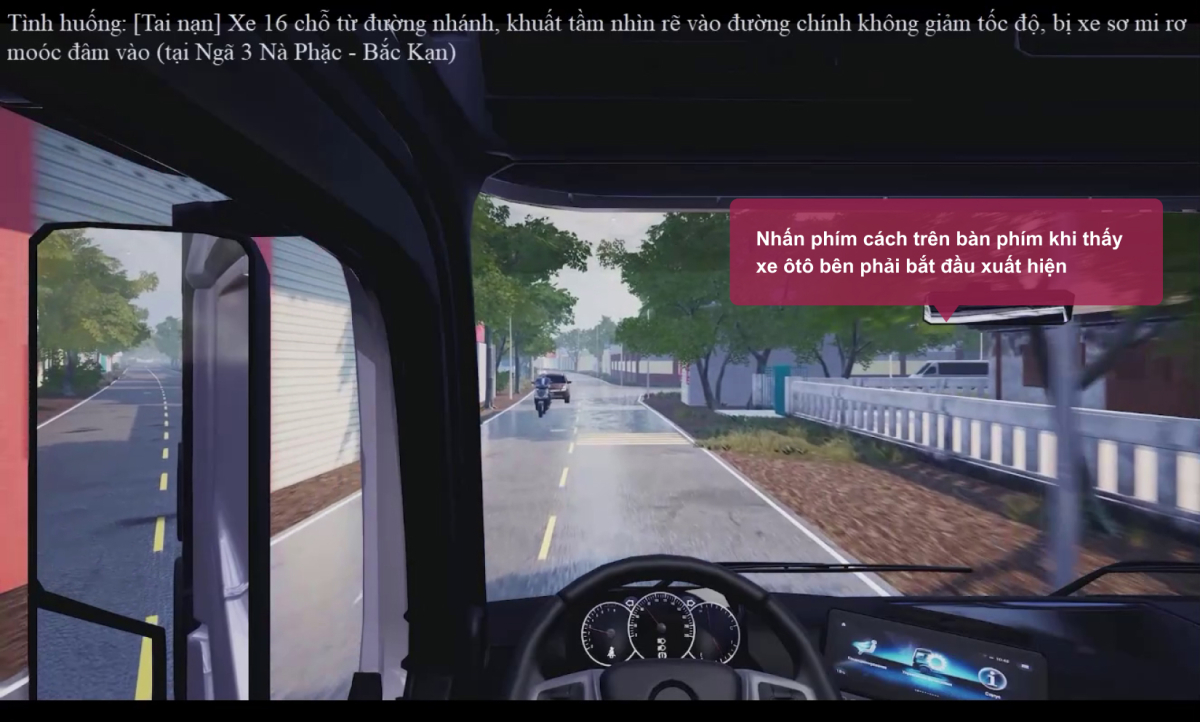 Tình huống: [Tai nạn] Xe 16 chỗ từ đường nhánh, khuất tầm nhìn rẽ vào đường chính không giảm tốc độ, bị xe sơ mi rơ
moóc đâm vào (tại Ngã 3 Nà Phặc - Bắc Kạn)
Nhấn phím cách trên bàn phím khi thấy
xe ôtô bên phải bắt đầu xuất hiện